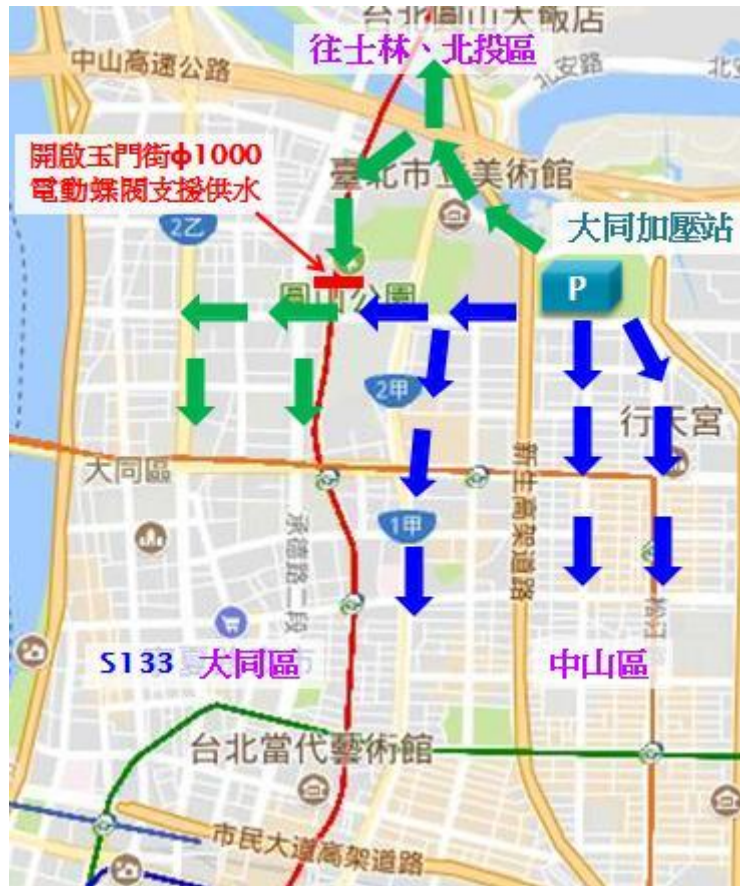 台北圓山大飯店
往士林、北投區
中山高速公路
北安路
北安
開啟玉門街ϕ1000
電動蝶閥支援供水
臺北市立美術館
2乙
大同加壓站
P
圓山公園
2甲
行天宮
大同區
新生高架道路
1甲
承德路二段
S133 大同區
中山區
台北當代藝術館
市民大道高架道路